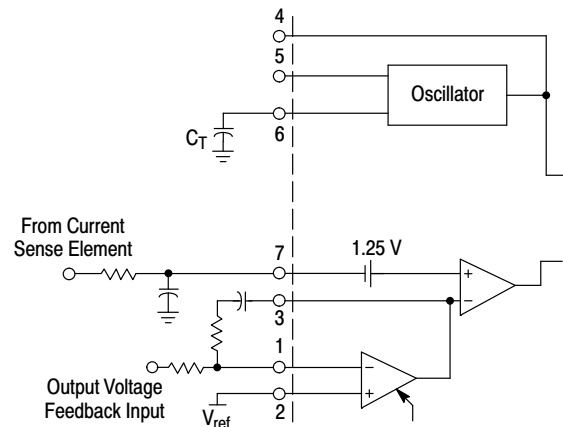 4
5
Oscillator
C_T
6
From Current
Sense Element
7
1.25 V
+
−
3
1
−
+
Output Voltage
Feedback Input
V_ref
2